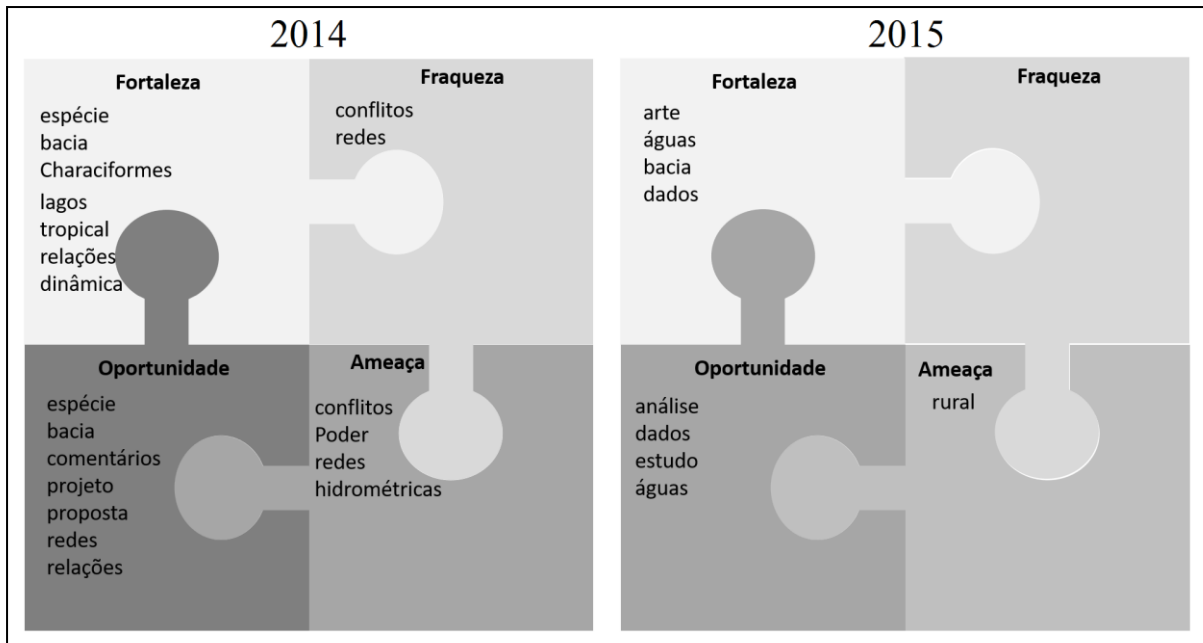 2014
Fortaleza
espécie
bacia
Characiformes
lagos
tropical
relações
dinâmica
Fraqueza
conflitos
redes
Oportunidade
espécie
bacia
comentários
projeto
proposta
redes
relações
Ameaça
conflitos
Poder
redes
hidrométricas
2015
Fortaleza
arte
águas
bacia
dados
Fraqueza
Oportunidade
análise
dados
estudo
águas
Ameaça
rural